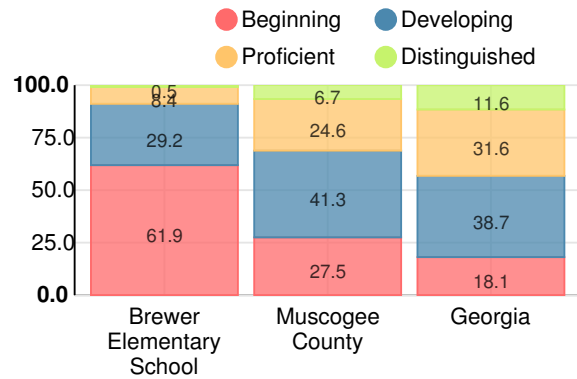 Beginning
Developing
Proficient
Distinguished
100.0
75.0
50.0
25.0
0.0
0.5
8.4
29.2
61.9
6.7
24.6
41.3
27.5
11.6
31.6
38.7
18.1
Brewer
Elementary
School
Muscogee
County
Georgia